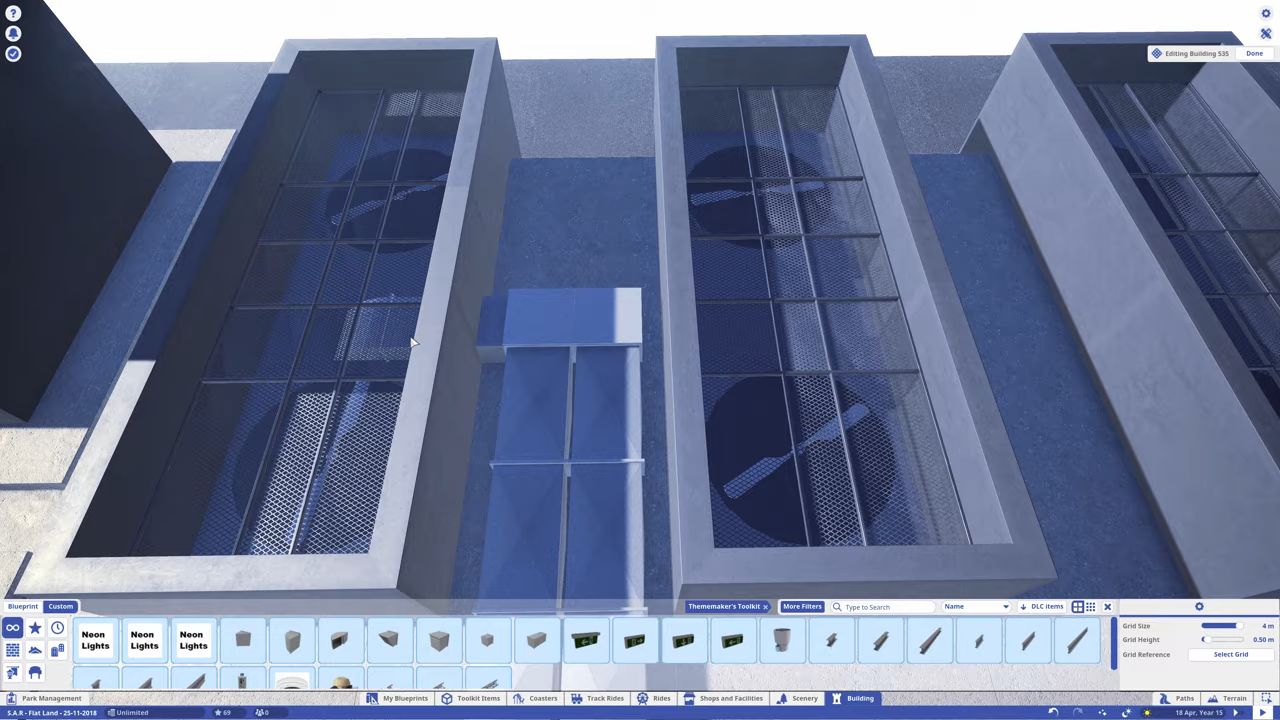 ?
Editing Building 535 Done
Blueprint Custom
Thememaker's Toolkit × More Filters Type to Search Name DLC items
Neon Lights
Neon Lights
Neon Lights
Grid Size 4 m
Grid Height 0.50 m
Grid Reference Select Grid
Park Management My Blueprints Toolkit Items Coasters Track Rides Rides Shops and Facilities Scenery Building Paths Terrain
S.A.R - Flat Land - 25-11-2018 Unlimited 69 0 18 Apr, Year 15